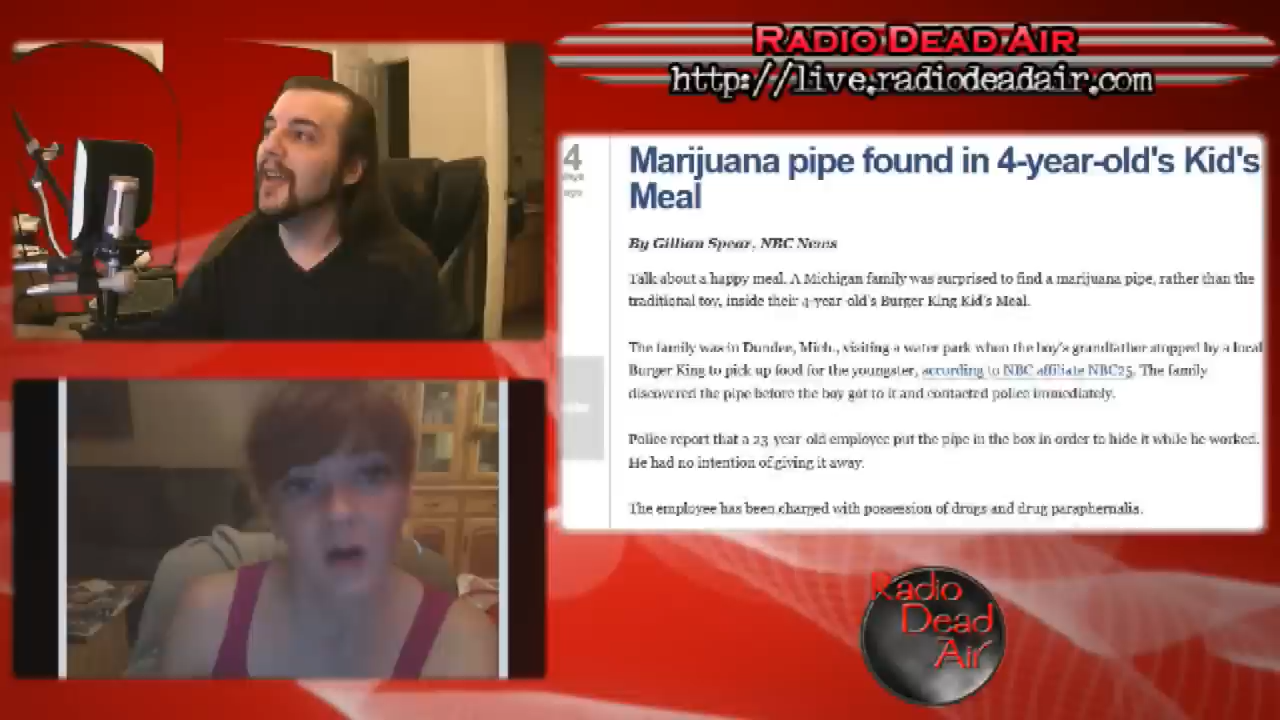 Radio Dead Air
http://live.radiodeadair.com
4
days
ago
Marijuana pipe found in 4-year-old's Kid's
Meal
By Gillian Spear, NBC News
Talk about a happy meal. A Michigan family was surprised to find a marijuana pipe, rather than the
traditional toy, inside their 4-year-old's Burger King Kid's Meal.
The family was in Dundee, Mich., visiting a water park when the boy's grandfather stopped by a local
Burger King to pick up food for the youngster, according to NBC affiliate NBC25. The family
discovered the pipe before the boy got to it and contacted police immediately.
Police report that a 23-year-old employee put the pipe in the box in order to hide it while he worked.
He had no intention of giving it away.
The employee has been charged with possession of drugs and drug paraphernalia.
Radio
Dead
Air